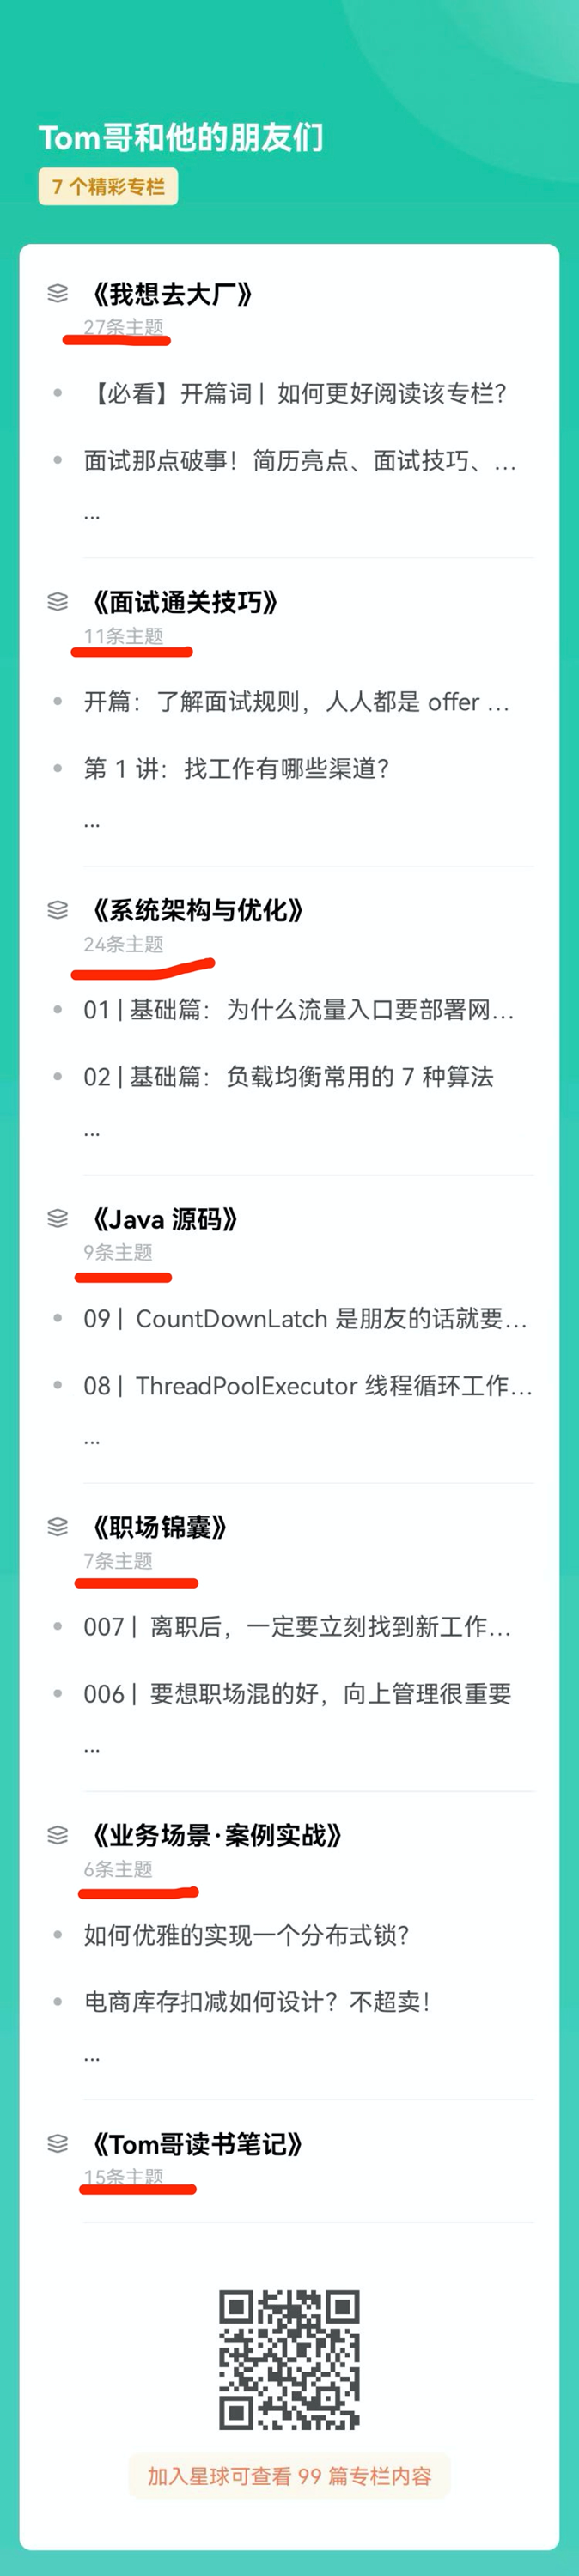 Tom哥和他的朋友们
7 个精彩专栏
《我想去大厂》
27条主题
【必看】开篇词 | 如何更好阅读该专栏？
面试那点破事！简历亮点、面试技巧、...
...
《面试通关技巧》
11条主题
开篇：了解面试规则，人人都是 offer ...
第 1 讲：找工作有哪些渠道？
...
《系统架构与优化》
24条主题
01 | 基础篇：为什么流量入口要部署网...
02 | 基础篇：负载均衡常用的 7 种算法
...
《Java 源码》
9条主题
09 | CountDownLatch 是朋友的话就要...
08 | ThreadPoolExecutor 线程循环工作...
...
《职场锦囊》
7条主题
007 | 离职后，一定要立刻找到新工作...
006 | 要想职场混的好，向上管理很重要
...
《业务场景·案例实战》
6条主题
如何优雅的实现一个分布式锁？
电商库存扣减如何设计？不超卖！
...
《Tom哥读书笔记》
15条主题
加入星球可查看 99 篇专栏内容